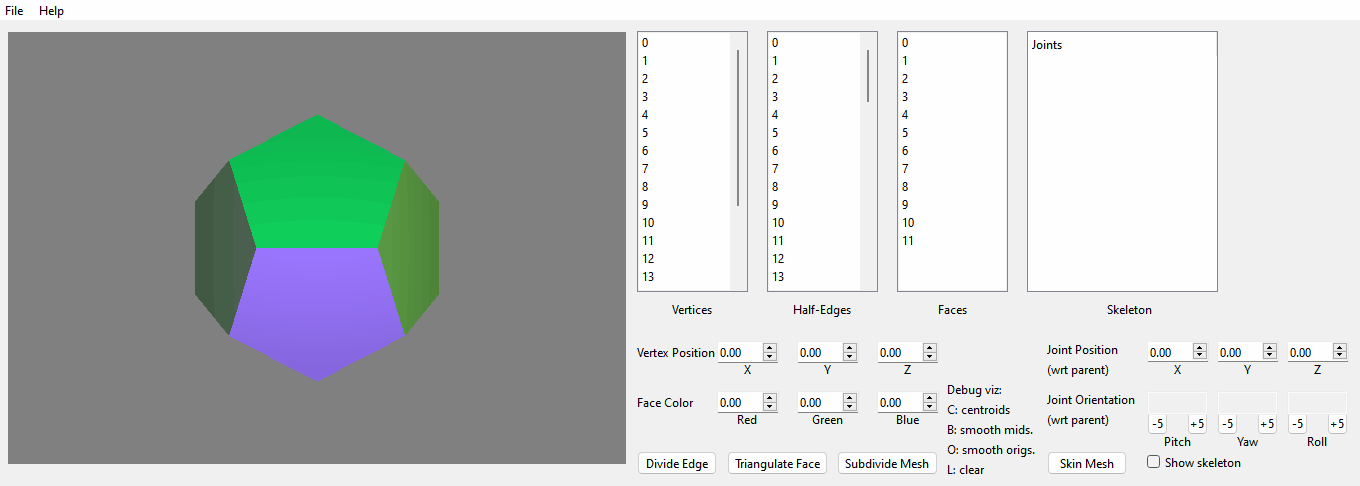 File Help
0
1
2
3
4
5
6
7
8
9
10
11
12
13
Vertices
0
1
2
3
4
5
6
7
8
9
10
11
12
13
Half-Edges
0
1
2
3
4
5
6
7
8
9
10
11
Faces
Joints
Skeleton
Vertex Position 0.00 0.00 0.00
X Y Z
Face Color 0.00 0.00 0.00
Red Green Blue
Divide Edge Triangulate Face Subdivide Mesh
Debug viz:
C: centroids
B: smooth mids.
O: smooth origs.
L: clear
Joint Position 0.00 0.00 0.00
(wrt parent) X Y Z
Joint Orientation
(wrt parent) -5 +5 -5 +5 -5 +5
Pitch Yaw Roll
Skin Mesh Show skeleton